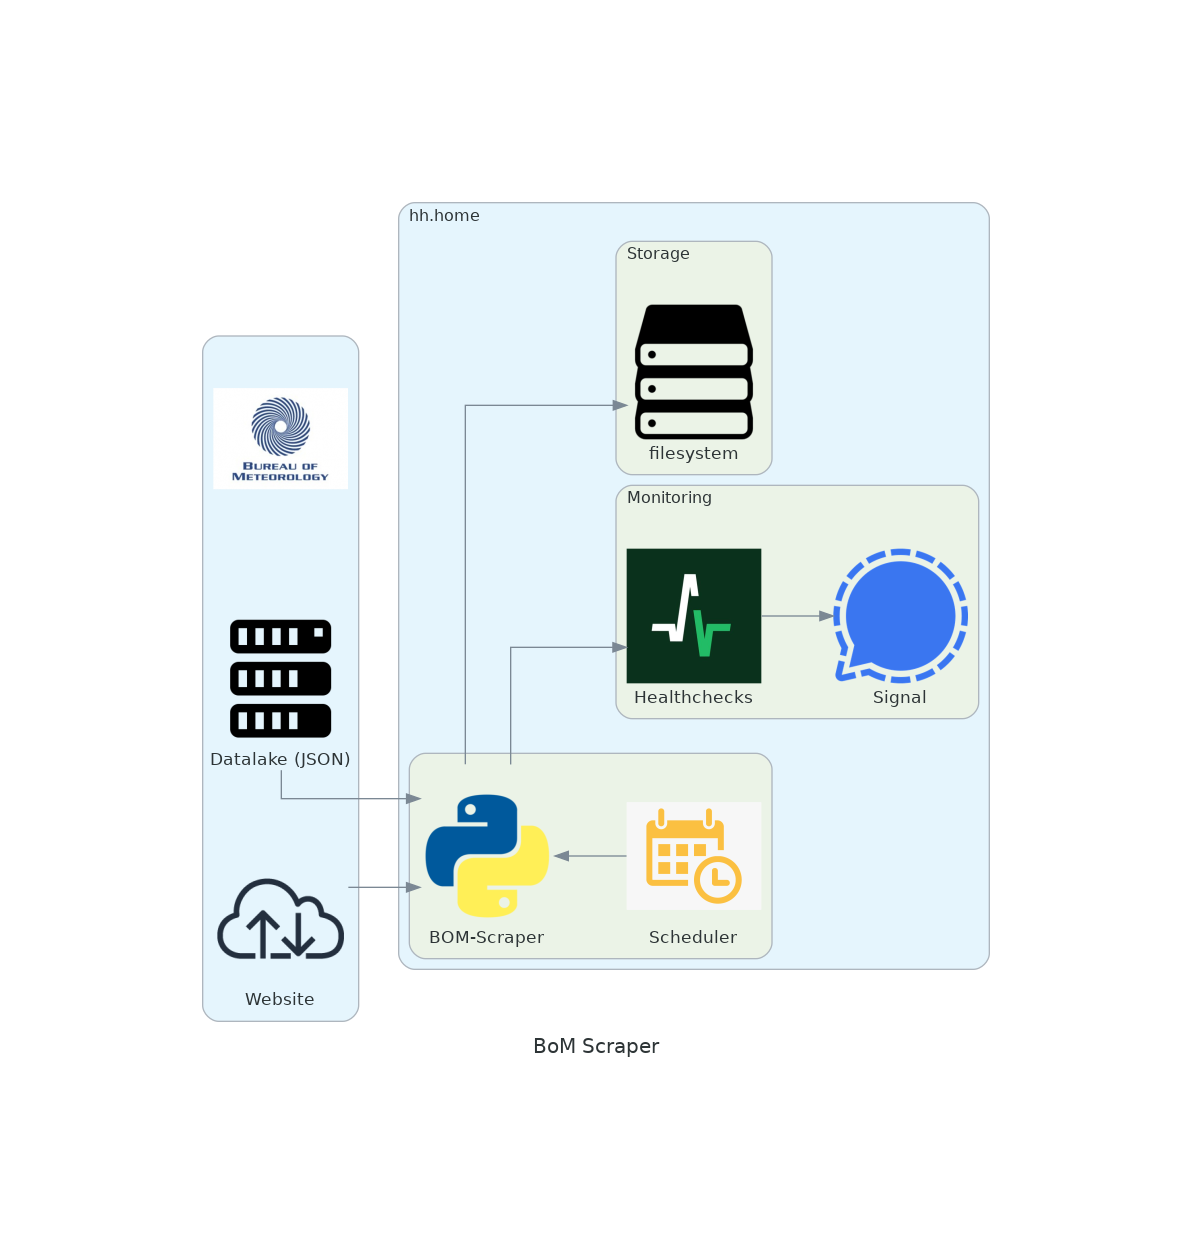 hh.home
Storage
filesystem
Monitoring
Healthchecks
Signal
BUREAU OF
METEOROLOGY
Datalake (JSON)
Website
BOM-Scraper
Scheduler
BoM Scraper